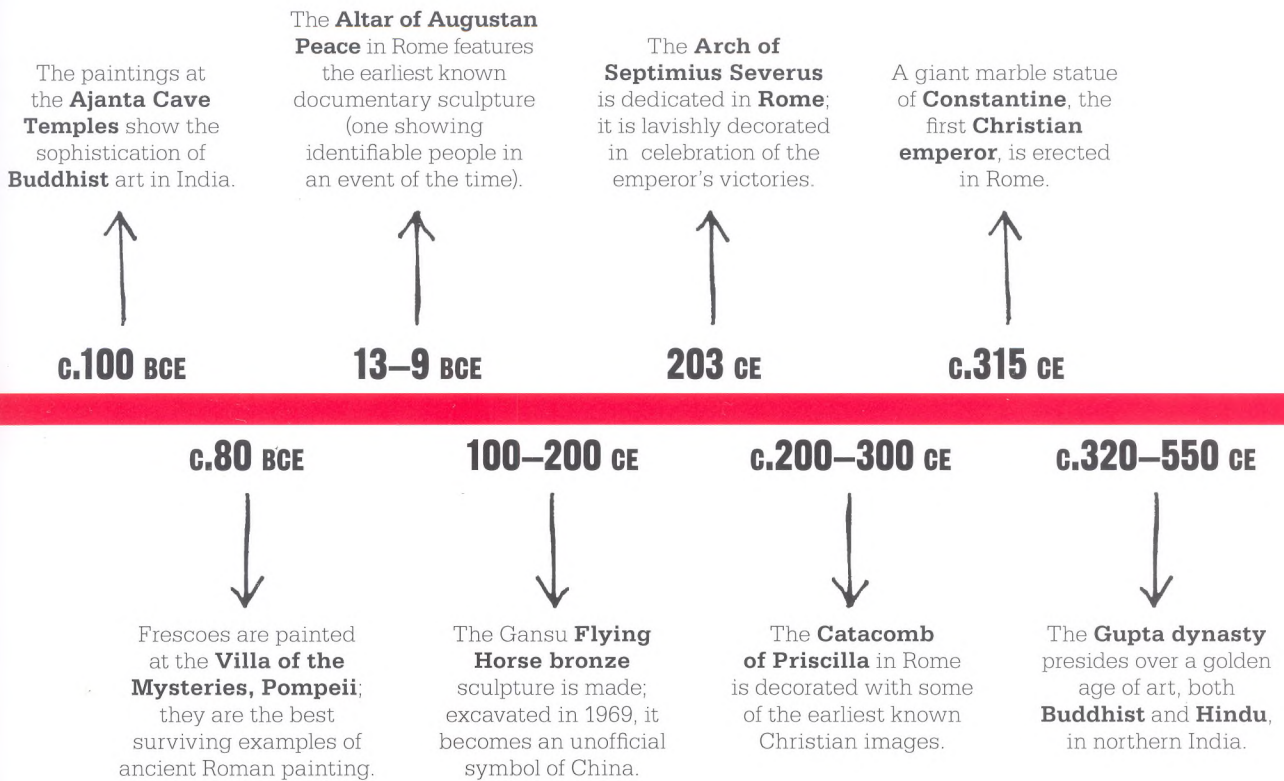 The paintings at
the Ajanta Cave
Temples show the
sophistication of
Buddhist art in India.
The Altar of Augustan
Peace in Rome features
the earliest known
documentary sculpture
(one showing
identifiable people in
an event of the time).
The Arch of
Septimius Severus
is dedicated in Rome;
it is lavishly decorated
in celebration of the
emperor's victories.
A giant marble statue
of Constantine, the
first Christian
emperor, is erected
in Rome.
c.100 BCE
13–9 BCE
203 CE
c.315 CE
c.80 BCE
100–200 CE
c.200–300 CE
c.320–550 CE
Frescoes are painted
at the Villa of the
Mysteries, Pompeii;
they are the best
surviving examples of
ancient Roman painting.
The Gansu Flying
Horse bronze
sculpture is made;
excavated in 1969, it
becomes an unofficial
symbol of China.
The Catacomb
of Priscilla in Rome
is decorated with some
of the earliest known
Christian images.
The Gupta dynasty
presides over a golden
age of art, both
Buddhist and Hindu,
in northern India.